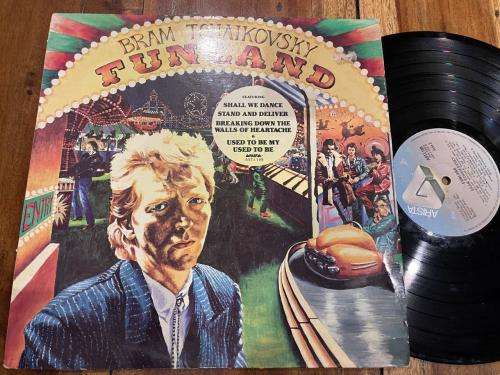 BRAM TCHAIKOVSKY
FUNLAND
FEATURING
SHALL WE DANCE
STAND AND DELIVER
BREAKING DOWN THE
WALLS OF HEARTACHE
USED TO BE MY
USED TO BE
ARISTA
ENTR
ARISTA